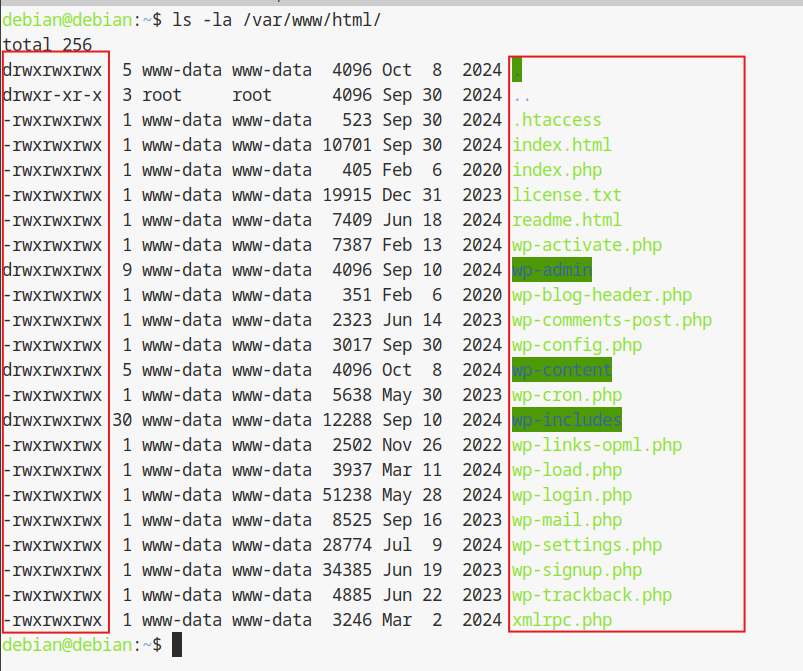 debian@debian:~$ ls -la /var/www/html/
total 256
drwxrwxrwx  5 www-data www-data  4096 Oct  8  2024 .
drwxr-xr-x  3 root     root      4096 Sep 30  2024 ..
-rwxrwxrwx  1 www-data www-data   523 Sep 30  2024 .htaccess
-rwxrwxrwx  1 www-data www-data 10701 Sep 30  2024 index.html
-rwxrwxrwx  1 www-data www-data   405 Feb  6  2020 index.php
-rwxrwxrwx  1 www-data www-data 19915 Dec 31  2023 license.txt
-rwxrwxrwx  1 www-data www-data  7409 Jun 18  2024 readme.html
-rwxrwxrwx  1 www-data www-data  7387 Feb 13  2024 wp-activate.php
drwxrwxrwx  9 www-data www-data  4096 Sep 10  2024 wp-admin
-rwxrwxrwx  1 www-data www-data   351 Feb  6  2020 wp-blog-header.php
-rwxrwxrwx  1 www-data www-data  2323 Jun 14  2023 wp-comments-post.php
-rwxrwxrwx  1 www-data www-data  3017 Sep 30  2024 wp-config.php
drwxrwxrwx  5 www-data www-data  4096 Oct  8  2024 wp-content
-rwxrwxrwx  1 www-data www-data  5638 May 30  2023 wp-cron.php
drwxrwxrwx 30 www-data www-data 12288 Sep 10  2024 wp-includes
-rwxrwxrwx  1 www-data www-data  2502 Nov 26  2022 wp-links-opml.php
-rwxrwxrwx  1 www-data www-data  3937 Mar 11  2024 wp-load.php
-rwxrwxrwx  1 www-data www-data 51238 May 28  2024 wp-login.php
-rwxrwxrwx  1 www-data www-data  8525 Sep 16  2023 wp-mail.php
-rwxrwxrwx  1 www-data www-data 28774 Jul  9  2024 wp-settings.php
-rwxrwxrwx  1 www-data www-data 34385 Jun 19  2023 wp-signup.php
-rwxrwxrwx  1 www-data www-data  4885 Jun 22  2023 wp-trackback.php
-rwxrwxrwx  1 www-data www-data  3246 Mar  2  2024 xmlrpc.php
debian@debian:~$